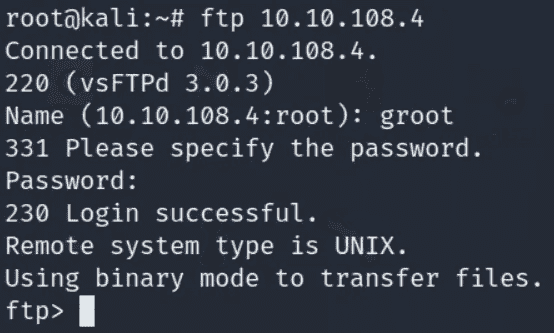 root@kali:~# ftp 10.10.108.4
Connected to 10.10.108.4.
220 (vsFTPd 3.0.3)
Name (10.10.108.4:root): groot
331 Please specify the password.
Password:
230 Login successful.
Remote system type is UNIX.
Using binary mode to transfer files.
ftp>